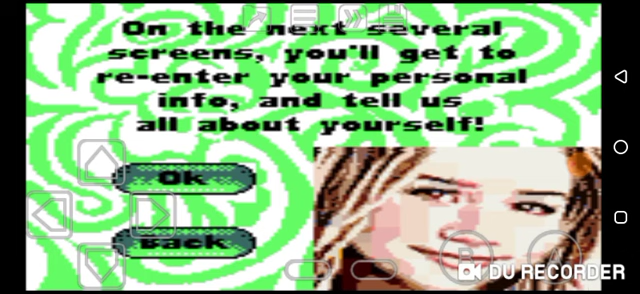 On the next several
screens, you'll get to
re-enter your personal
info, and tell us
all about yourself!
Ok
Back
B
DU RECORDER